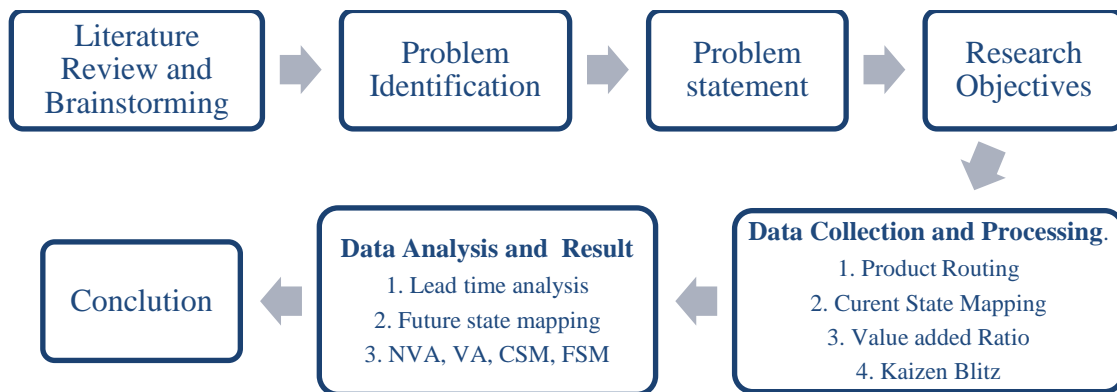 Literature
Review and
Brainstorming
Problem
Identification
Problem
statement
Research
Objectives
Data Collection and Processing.
1. Product Routing
2. Curent State Mapping
3. Value added Ratio
4. Kaizen Blitz
Data Analysis and Result
1. Lead time analysis
2. Future state mapping
3. NVA, VA, CSM, FSM
Conclution